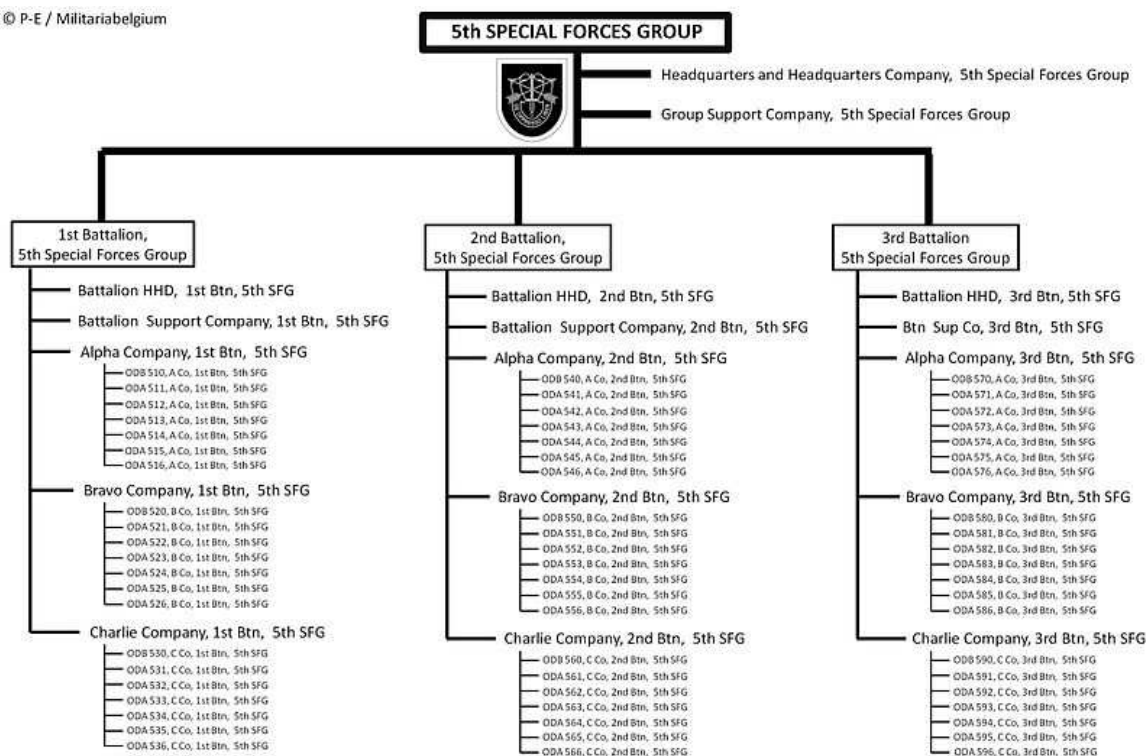 © P-E / Militariabelgium
5th SPECIAL FORCES GROUP
Headquarters and Headquarters Company, 5th Special Forces Group
Group Support Company, 5th Special Forces Group
1st Battalion,
5th Special Forces Group
Battalion HHD, 1st Btn, 5th SFG
Battalion Support Company, 1st Btn, 5th SFG
Alpha Company, 1st Btn, 5th SFG
ODB 510, A Co, 1st Btn, 5th SFG
ODA 511, A Co, 1st Btn, 5th SFG
ODA 512, A Co, 1st Btn, 5th SFG
ODA 513, A Co, 1st Btn, 5th SFG
ODA 514, A Co, 1st Btn, 5th SFG
ODA 515, A Co, 1st Btn, 5th SFG
ODA 516, A Co, 1st Btn, 5th SFG
Bravo Company, 1st Btn, 5th SFG
ODB 520, B Co, 1st Btn, 5th SFG
ODA 521, B Co, 1st Btn, 5th SFG
ODA 522, B Co, 1st Btn, 5th SFG
ODA 523, B Co, 1st Btn, 5th SFG
ODA 524, B Co, 1st Btn, 5th SFG
ODA 525, B Co, 1st Btn, 5th SFG
ODA 526, B Co, 1st Btn, 5th SFG
Charlie Company, 1st Btn, 5th SFG
ODB 530, C Co, 1st Btn, 5th SFG
ODA 531, C Co, 1st Btn, 5th SFG
ODA 532, C Co, 1st Btn, 5th SFG
ODA 533, C Co, 1st Btn, 5th SFG
ODA 534, C Co, 1st Btn, 5th SFG
ODA 535, C Co, 1st Btn, 5th SFG
ODA 536, C Co, 1st Btn, 5th SFG
2nd Battalion,
5th Special Forces Group
Battalion HHD, 2nd Btn, 5th SFG
Battalion Support Company, 2nd Btn, 5th SFG
Alpha Company, 2nd Btn, 5th SFG
ODB 540, A Co, 2nd Btn, 5th SFG
ODA 541, A Co, 2nd Btn, 5th SFG
ODA 542, A Co, 2nd Btn, 5th SFG
ODA 543, A Co, 2nd Btn, 5th SFG
ODA 544, A Co, 2nd Btn, 5th SFG
ODA 545, A Co, 2nd Btn, 5th SFG
ODA 546, A Co, 2nd Btn, 5th SFG
Bravo Company, 2nd Btn, 5th SFG
ODB 550, B Co, 2nd Btn, 5th SFG
ODA 551, B Co, 2nd Btn, 5th SFG
ODA 552, B Co, 2nd Btn, 5th SFG
ODA 553, B Co, 2nd Btn, 5th SFG
ODA 554, B Co, 2nd Btn, 5th SFG
ODA 555, B Co, 2nd Btn, 5th SFG
ODA 556, B Co, 2nd Btn, 5th SFG
Charlie Company, 2nd Btn, 5th SFG
ODB 560, C Co, 2nd Btn, 5th SFG
ODA 561, C Co, 2nd Btn, 5th SFG
ODA 562, C Co, 2nd Btn, 5th SFG
ODA 563, C Co, 2nd Btn, 5th SFG
ODA 564, C Co, 2nd Btn, 5th SFG
ODA 565, C Co, 2nd Btn, 5th SFG
ODA 566, C Co, 2nd Btn, 5th SFG
3rd Battalion
5th Special Forces Group
Battalion HHD, 3rd Btn, 5th SFG
Btn Sup Co, 3rd Btn, 5th SFG
Alpha Company, 3rd Btn, 5th SFG
ODB 570, A Co, 3rd Btn, 5th SFG
ODA 571, A Co, 3rd Btn, 5th SFG
ODA 572, A Co, 3rd Btn, 5th SFG
ODA 573, A Co, 3rd Btn, 5th SFG
ODA 574, A Co, 3rd Btn, 5th SFG
ODA 575, A Co, 3rd Btn, 5th SFG
ODA 576, A Co, 3rd Btn, 5th SFG
Bravo Company, 3rd Btn, 5th SFG
ODB 580, B Co, 3rd Btn, 5th SFG
ODA 581, B Co, 3rd Btn, 5th SFG
ODA 582, B Co, 3rd Btn, 5th SFG
ODA 583, B Co, 3rd Btn, 5th SFG
ODA 584, B Co, 3rd Btn, 5th SFG
ODA 585, B Co, 3rd Btn, 5th SFG
ODA 586, B Co, 3rd Btn, 5th SFG
Charlie Company, 3rd Btn, 5th SFG
ODB 590, C Co, 3rd Btn, 5th SFG
ODA 591, C Co, 3rd Btn, 5th SFG
ODA 592, C Co, 3rd Btn, 5th SFG
ODA 593, C Co, 3rd Btn, 5th SFG
ODA 594, C Co, 3rd Btn, 5th SFG
ODA 595, C Co, 3rd Btn, 5th SFG
ODA 596, C Co, 3rd Btn, 5th SFG